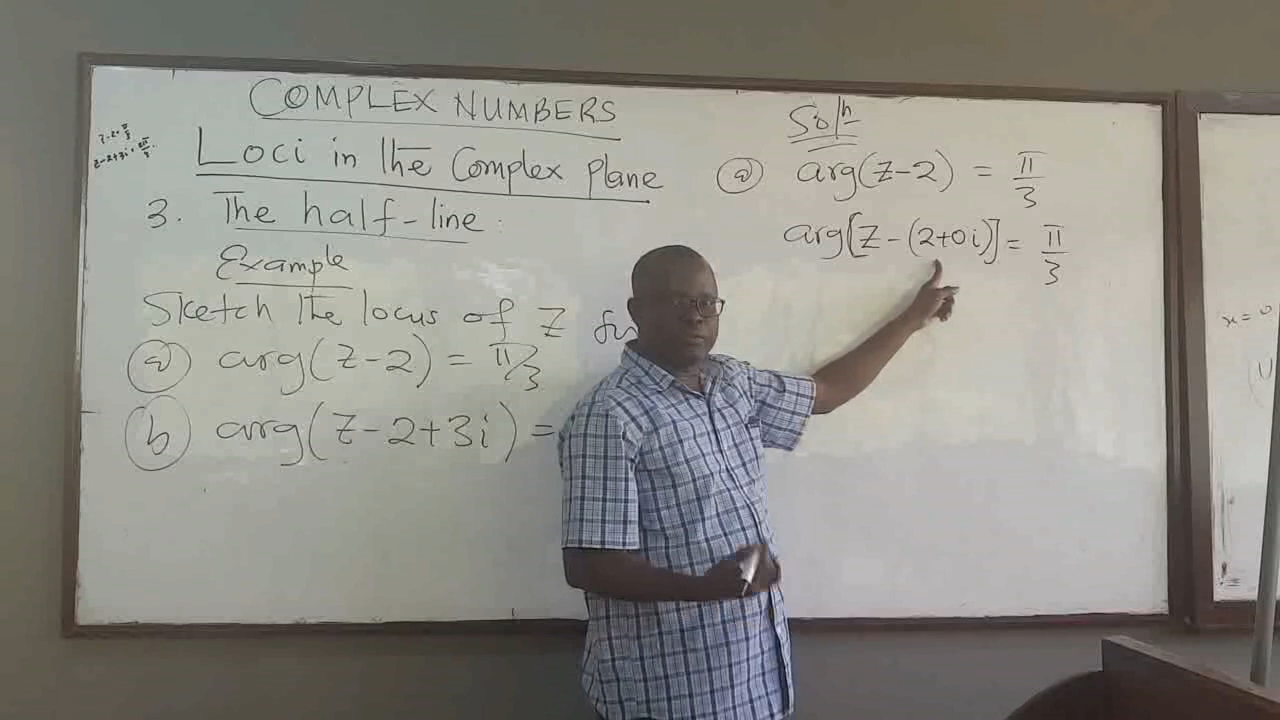 COMPLEX NUMBERS
Loci in the Complex plane
3. The half-line:
Example
Sketch the locus of Z
(a) arg(z-2) = π/3
(b) arg(z-2+3i) =
Soln
(a) arg(z-2) = π/3
arg[z-(2+0i)] = π/3
x = 0